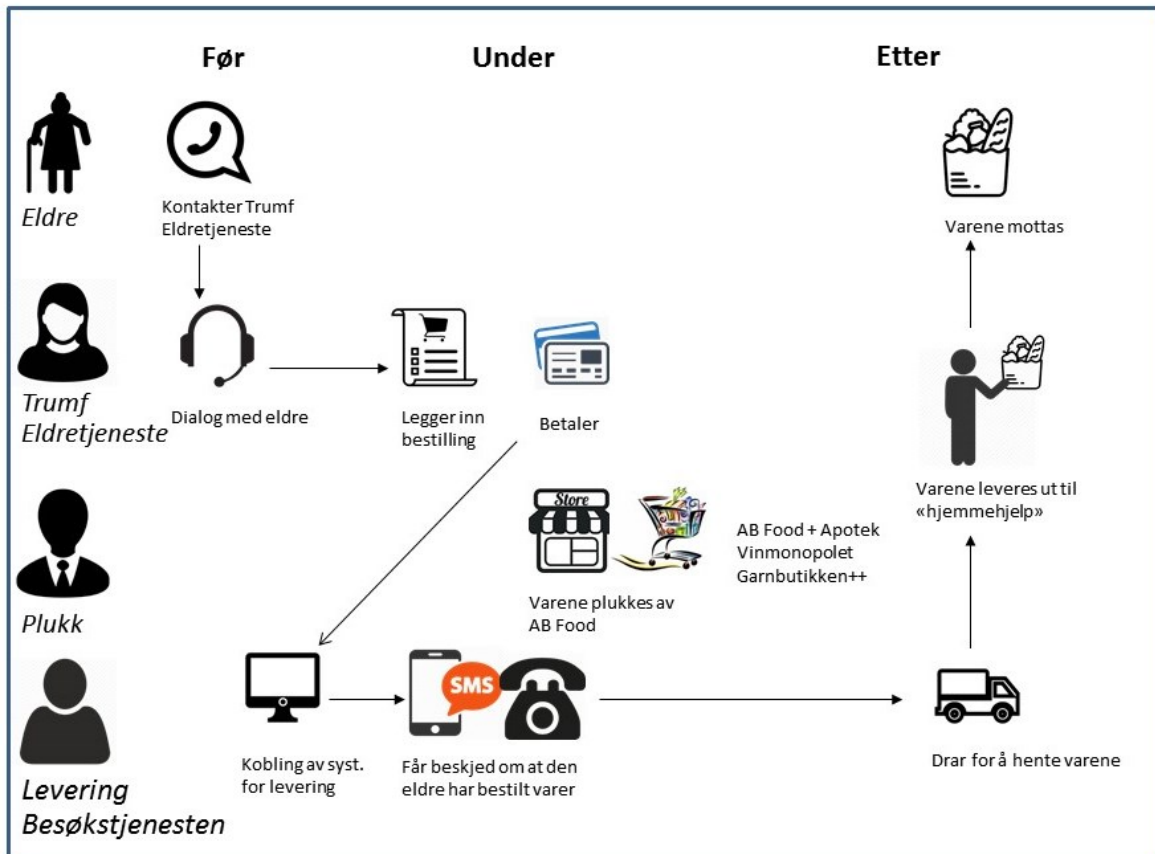 Før
Under
Etter
Eldre
Kontakter Trumf
Eldretjeneste
Varene mottas
Trumf
Eldretjeneste
Dialog med eldre
Legger inn
bestilling
Betaler
Varene leveres ut til
«hjemmehjelp»
Plukk
Store
Varene plukkes av
AB Food
AB Food + Apotek
Vinmonopolet
Garnbutikken++
Levering
Besøkstjenesten
Kobling av syst.
for levering
SMS
Får beskjed om at den
eldre har bestilt varer
Drar for å hente varene